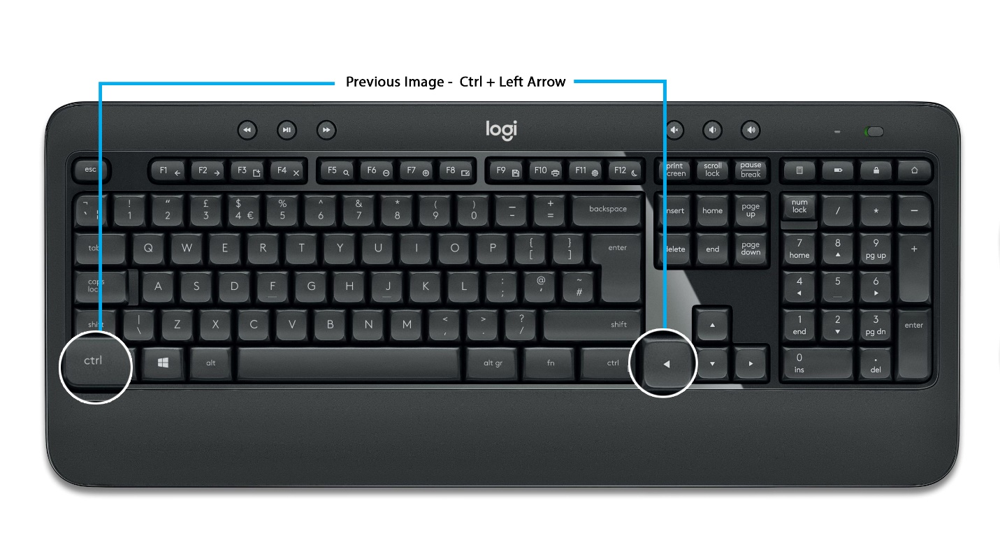 Previous Image -  Ctrl + Left Arrow
logi
esc
F1
F2
F3
F4
F5
F6
F7
F8
F9
F10
F11
F12
print
screen
scroll
lock
pause
break
¬
` ¦
!
1
“
2
£
3
$
4 €
%
5
^
6
&
7
*
8
(
9
)
0
_
-
+
=
backspace
insert
home
page
up
num
lock
/
*
-
tab
Q
W
E
R
T
Y
U
I
O
P
{
[
}
]
enter
delete
end
page
down
7
home
8
9
pg up
+
caps
lock
A
S
D
F
G
H
J
K
L
:
;
@
'
~
#
4
5
6
shift
|
\
Z
X
C
V
B
N
M
<
,
>
.
?
/
shift
1
end
2
3
pg dn
enter
ctrl
alt
alt gr
fn
ctrl
0
ins
.
del